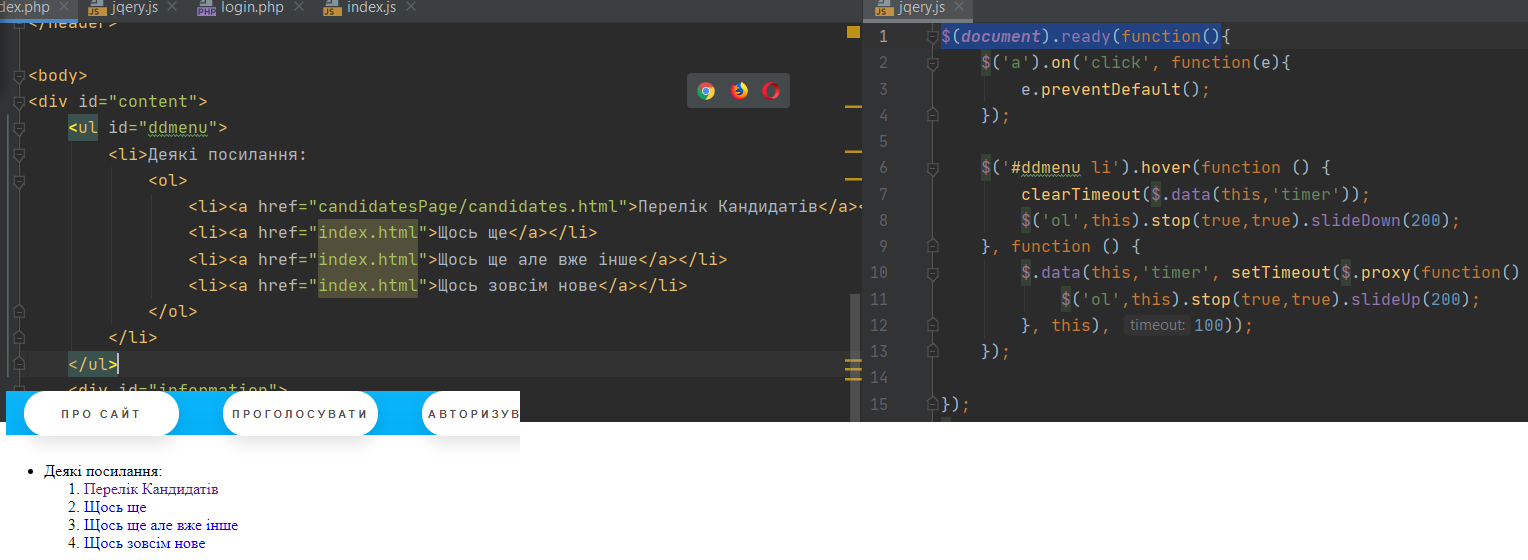 dex.php
jqery.js
login.php
index.js
</header>
<body>
<div id="content">
<ul id="ddmenu">
<li>Деякі посилання:
<ol>
<li><a href="candidatesPage/candidates.html">Перелік Кандидатів</a><
<li><a href="index.html">Щось ще</a></li>
<li><a href="index.html">Щось ще але вже інше</a></li>
<li><a href="index.html">Щось зовсім нове</a></li>
</ol>
</li>
</ul>
<div id="information">
jqery.js
1 $(document).ready(function(){
2 $('a').on('click', function(e){
3 e.preventDefault();
4 });
5
6 $('#ddmenu li').hover(function () {
7 clearTimeout($.data(this,'timer'));
8 $('ol',this).stop(true,true).slideDown(200);
9 }, function () {
10 $.data(this,'timer', setTimeout($.proxy(function()
11 $('ol',this).stop(true,true).slideUp(200);
12 }, this), timeout: 100));
13 });
14
15 });
ПРО САЙТ
ПРОГОЛОСУВАТИ
АВТОРИЗУВ
• Деякі посилання:
1. Перелік Кандидатів
2. Щось ще
3. Щось ще але вже інше
4. Щось зовсім нове